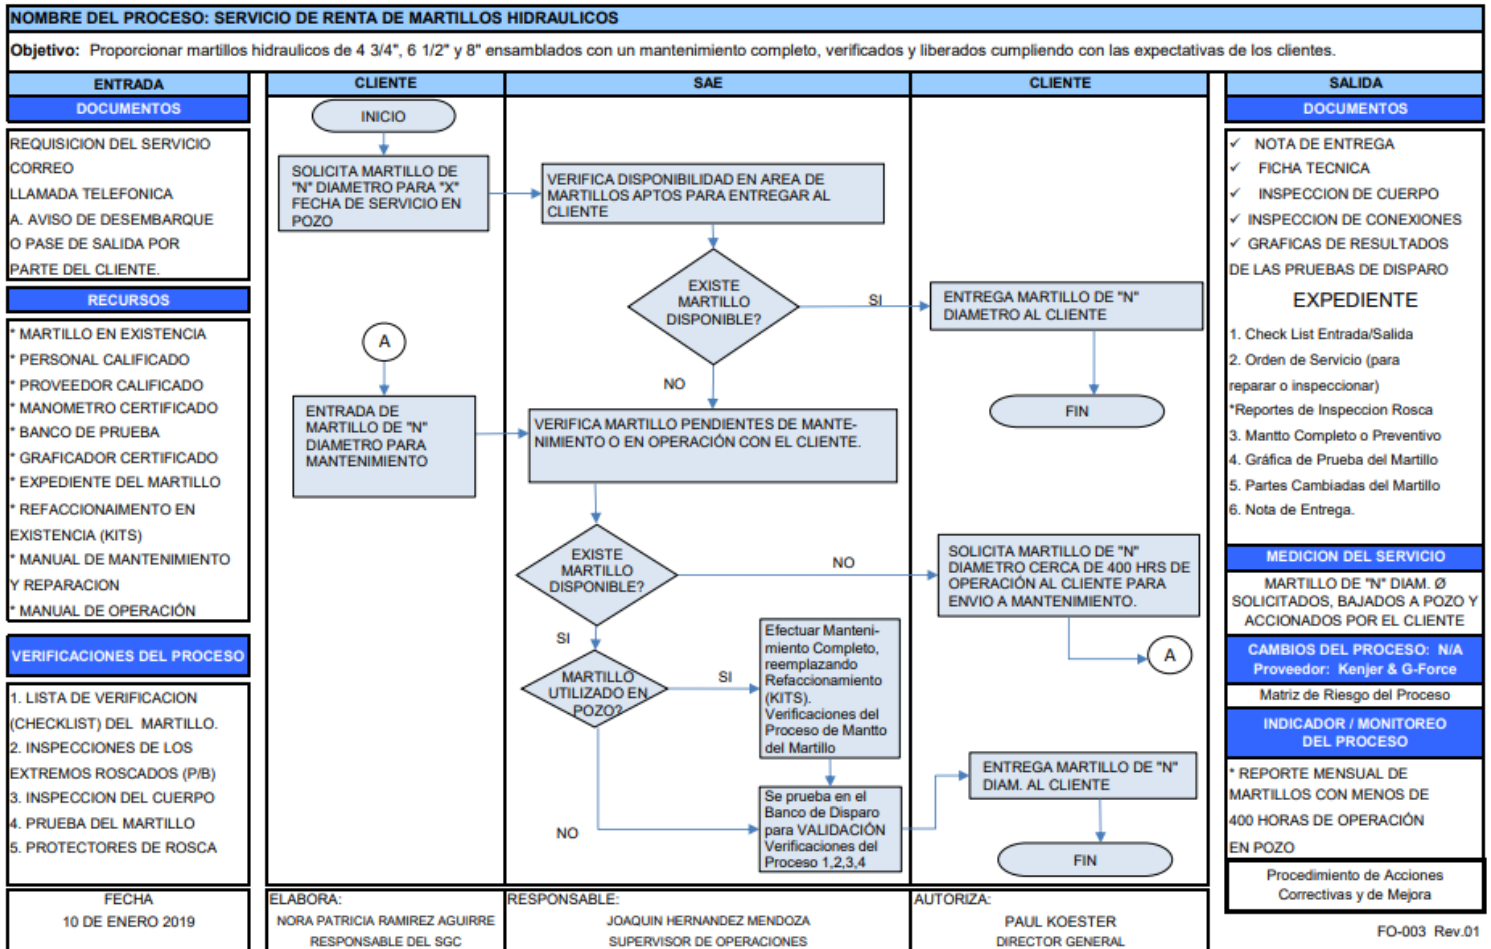 NOMBRE DEL PROCESO: SERVICIO DE RENTA DE MARTILLOS HIDRAULICOS
Objetivo: Proporcionar martillos hidraulicos de 4 3/4", 6 1/2" y 8" ensamblados con un mantenimiento completo, verificados y liberados cumpliendo con las expectativas de los clientes.
ENTRADA
DOCUMENTOS
REQUISICION DEL SERVICIO
CORREO
LLAMADA TELEFONICA
A. AVISO DE DESEMBARQUE
O PASE DE SALIDA POR
PARTE DEL CLIENTE.
RECURSOS
* MARTILLO EN EXISTENCIA
* PERSONAL CALIFICADO
* PROVEEDOR CALIFICADO
* MANOMETRO CERTIFICADO
* BANCO DE PRUEBA
* GRAFICADOR CERTIFICADO
* EXPEDIENTE DEL MARTILLO
* REFACCIONAIMENTO EN
EXISTENCIA (KITS)
* MANUAL DE MANTENIMIENTO
Y REPARACION
* MANUAL DE OPERACIÓN
VERIFICACIONES DEL PROCESO
1. LISTA DE VERIFICACION
(CHECKLIST) DEL MARTILLO.
2. INSPECCIONES DE LOS
EXTREMOS ROSCADOS (P/B)
3. INSPECCION DEL CUERPO
4. PRUEBA DEL MARTILLO
5. PROTECTORES DE ROSCA
FECHA
10 DE ENERO 2019
CLIENTE
INICIO
SOLICITA MARTILLO DE
"N" DIAMETRO PARA "X"
FECHA DE SERVICIO EN
POZO
A
ENTRADA DE
MARTILLO DE "N"
DIAMETRO PARA
MANTENIMIENTO
ELABORA:
NORA PATRICIA RAMIREZ AGUIRRE
RESPONSABLE DEL SGC
SAE
VERIFICA DISPONIBILIDAD EN AREA DE
MARTILLOS APTOS PARA ENTREGAR AL
CLIENTE
EXISTE
MARTILLO
DISPONIBLE?
SI
NO
VERIFICA MARTILLO PENDIENTES DE MANTE-
NIMIENTO O EN OPERACIÓN CON EL CLIENTE.
EXISTE
MARTILLO
DISPONIBLE?
NO
SI
MARTILLO
UTILIZADO EN
POZO?
SI
NO
Efectuar Manteni-
miento Completo,
reemplazando
Refaccionamiento
(KITS).
Verificaciones del
Proceso de Mantto
del Martillo
Se prueba en el
Banco de Disparo
para VALIDACIÓN
Verificaciones del
Proceso 1,2,3,4
RESPONSABLE:
JOAQUIN HERNANDEZ MENDOZA
SUPERVISOR DE OPERACIONES
CLIENTE
ENTREGA MARTILLO DE "N"
DIAMETRO AL CLIENTE
FIN
SOLICITA MARTILLO DE "N"
DIAMETRO CERCA DE 400 HRS DE
OPERACIÓN AL CLIENTE PARA
ENVIO A MANTENIMIENTO.
A
ENTREGA MARTILLO DE "N"
DIAM. AL CLIENTE
FIN
AUTORIZA:
PAUL KOESTER
DIRECTOR GENERAL
SALIDA
DOCUMENTOS
✓ NOTA DE ENTREGA
✓ FICHA TECNICA
✓ INSPECCION DE CUERPO
✓ INSPECCION DE CONEXIONES
✓ GRAFICAS DE RESULTADOS
DE LAS PRUEBAS DE DISPARO
EXPEDIENTE
1. Check List Entrada/Salida
2. Orden de Servicio (para
reparar o inspeccionar)
*Reportes de Inspeccion Rosca
3. Mantto Completo o Preventivo
4. Gráfica de Prueba del Martillo
5. Partes Cambiadas del Martillo
6. Nota de Entrega.
MEDICION DEL SERVICIO
MARTILLO DE "N" DIAM. Ø
SOLICITADOS, BAJADOS A POZO Y
ACCIONADOS POR EL CLIENTE
CAMBIOS DEL PROCESO: N/A
Proveedor: Kenjer & G-Force
Matriz de Riesgo del Proceso
INDICADOR / MONITOREO
DEL PROCESO
* REPORTE MENSUAL DE
MARTILLOS CON MENOS DE
400 HORAS DE OPERACIÓN
EN POZO
Procedimiento de Acciones
Correctivas y de Mejora
FO-003 Rev.01